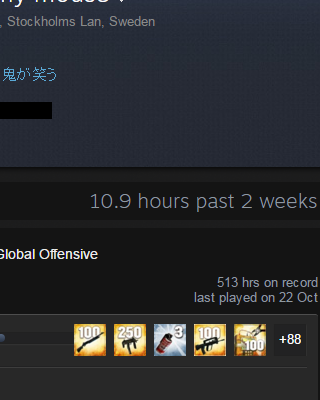 , Stockholms Lan, Sweden
鬼が笑う
10.9 hours past 2 weeks
Global Offensive
513 hrs on record
last played on 22 Oct
100
250
3
100
100
+88